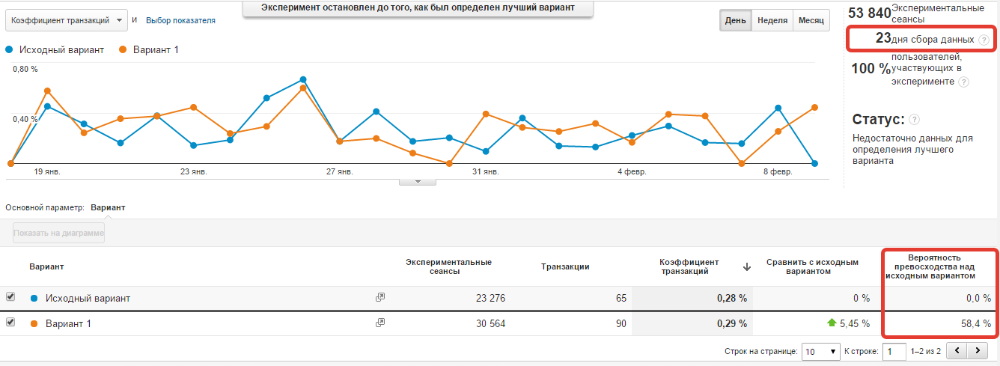 Эксперимент остановлен до того, как был определен лучший вариант
Коэффициент транзакций
и
Выбор показателя
День
Неделя
Месяц
Исходный вариант
Вариант 1
0,80 %
0,40 %
19 янв.
23 янв.
27 янв.
31 янв.
4 февр.
8 февр.
53 840 Экспериментальные
сеансы
23 дня сбора данных ?
пользователей,
100 % участвующих в
эксперименте ?
Статус: ?
Недостаточно данных для
определения лучшего
варианта
Основной параметр: Вариант
Показать на диаграмме
Вариант
Экспериментальные
сеансы
Транзакции
Коэффициент
транзакций
Сравнить с исходным
вариантом
Вероятность
превосходства над
исходным вариантом
Исходный вариант 23 276 65 0,28 % 0 % 0,0 %
Вариант 1 30 564 90 0,29 % 5,45 % 58,4 %
Строк на странице: 10 К строке: 1 1–2 из 2